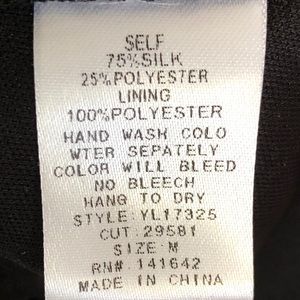 SELF
75%SILK
25%POLYESTER
LINING
100%POLYESTER
HAND WASH COLO
WTER SEPATELY
COLOR WILL BLEED
NO BLEECH
HANG TO DRY
STYLE:YL17325
CUT:29581
SIZE:M
RN#.141642
MADE IN CHINA